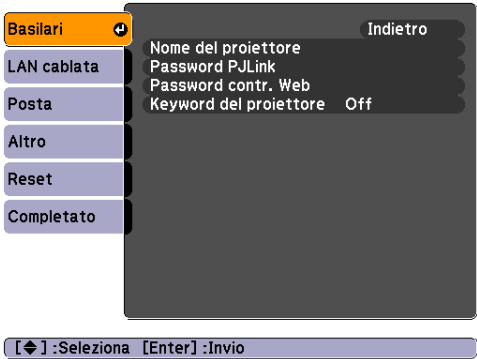 Basilari
LAN cablata
Posta
Altro
Reset
Completato
Indietro
Nome del proiettore
Password PJLink
Password contr. Web
Keyword del proiettore Off
[◆] :Seleziona [Enter] :Invio